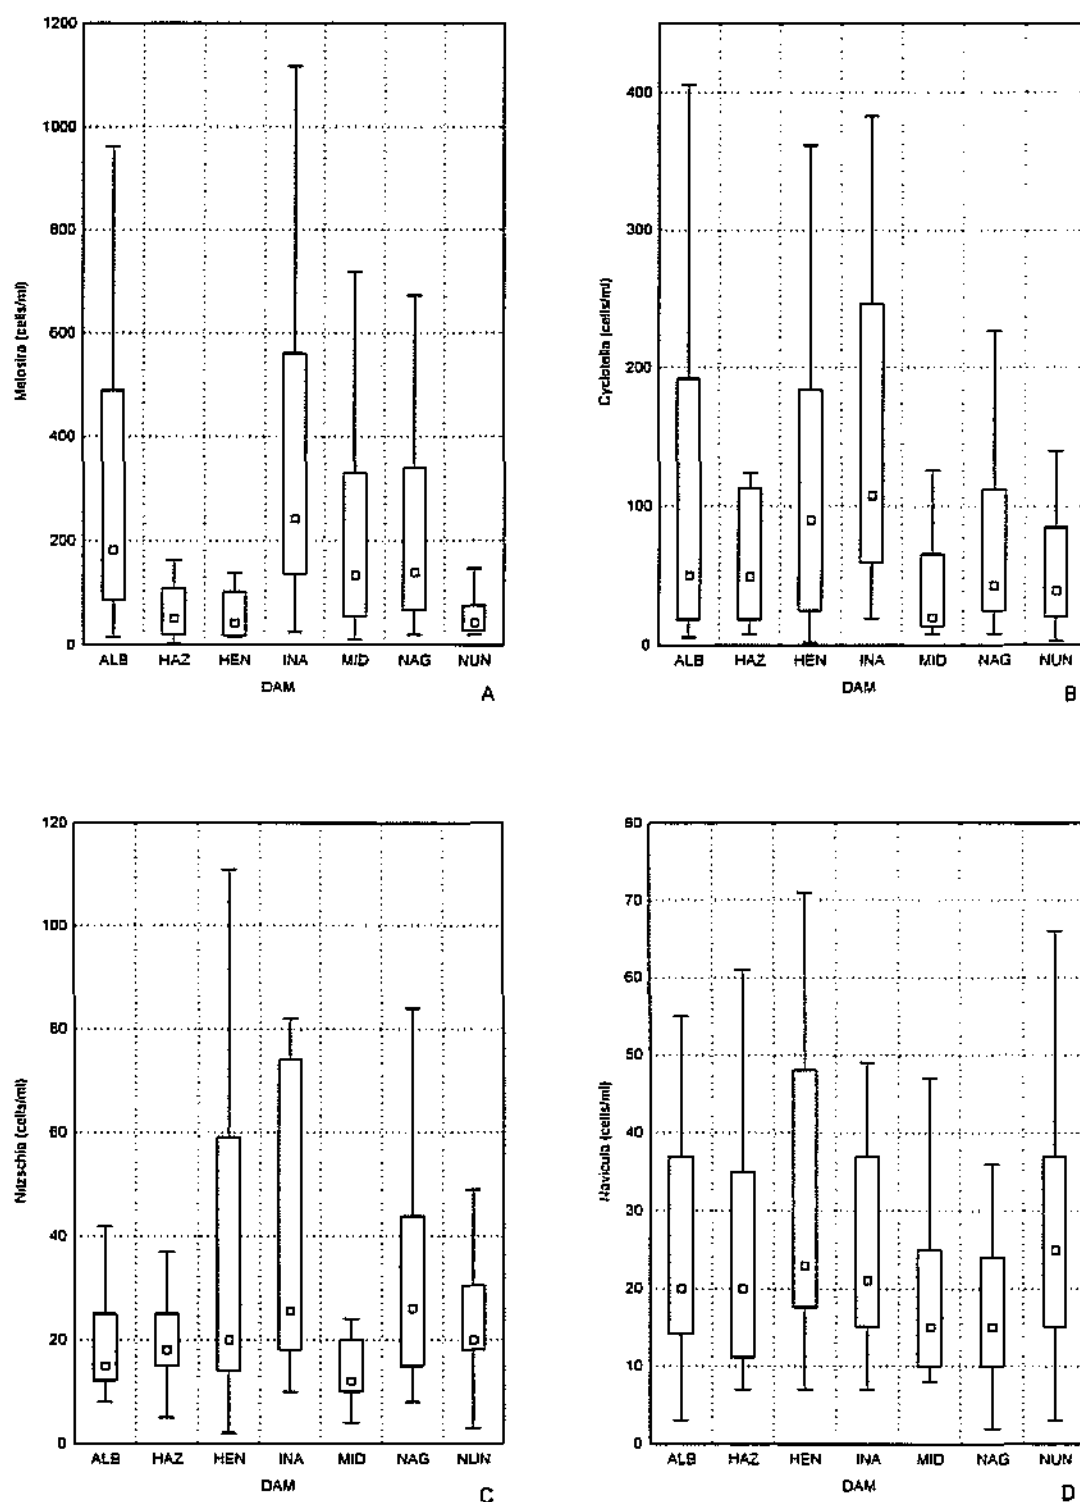 1200
1000
800
600
400
200
0
Melosira (cells/ml)
ALB HAZ HEN INA MID NAG NUN
DAM
A
400
300
200
100
0
Cyclotella (cells/ml)
ALB HAZ HEN INA MID NAG NUN
DAM
B
120
100
80
60
40
20
0
Nitzschia (cells/ml)
ALB HAZ HEN INA MID NAG NUN
DAM
C
80
70
60
50
40
30
20
10
0
Navicula (cells/ml)
ALB HAZ HEN INA MID NAG NUN
DAM
D